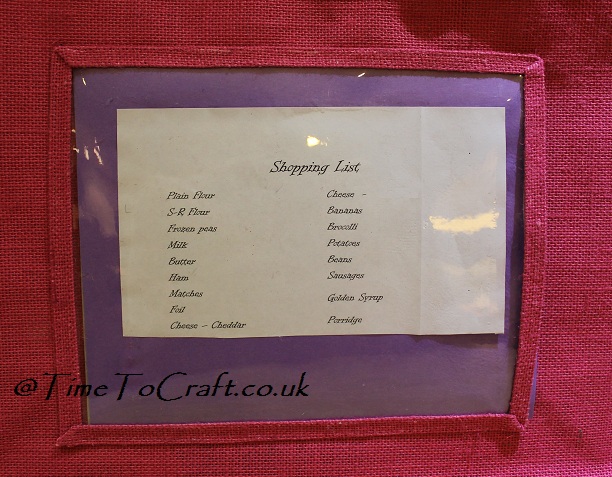 Shopping List
Plain Flour
S-R Flour
Frozen peas
Milk
Butter
Ham
Matches
Foil
Cheese - Cheddar
Cheese -
Bananas
Brocolli
Potatoes
Beans
Sausages
Golden Syrup
Porridge
@TimeToCraft.co.uk